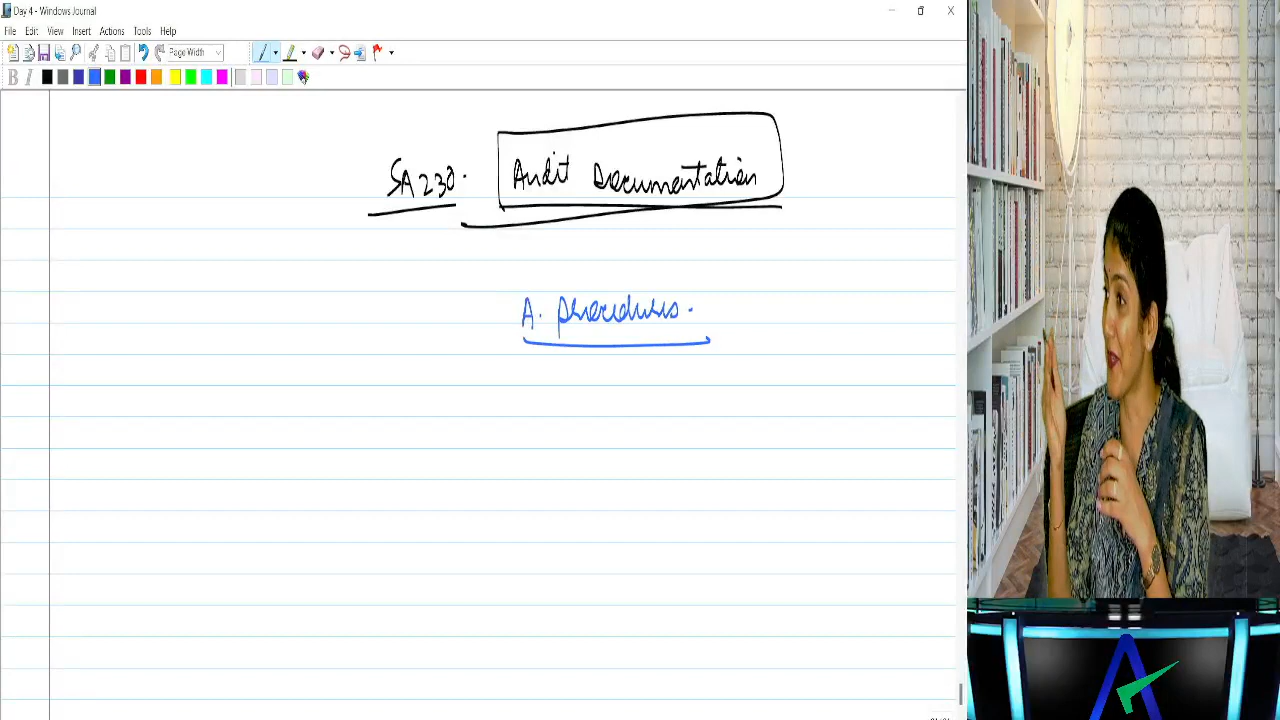 Day 4 - Windows Journal
File Edit View Insert Actions Tools Help
Page Width
B I
SA 230. Audit Documentation
A. Procedures.